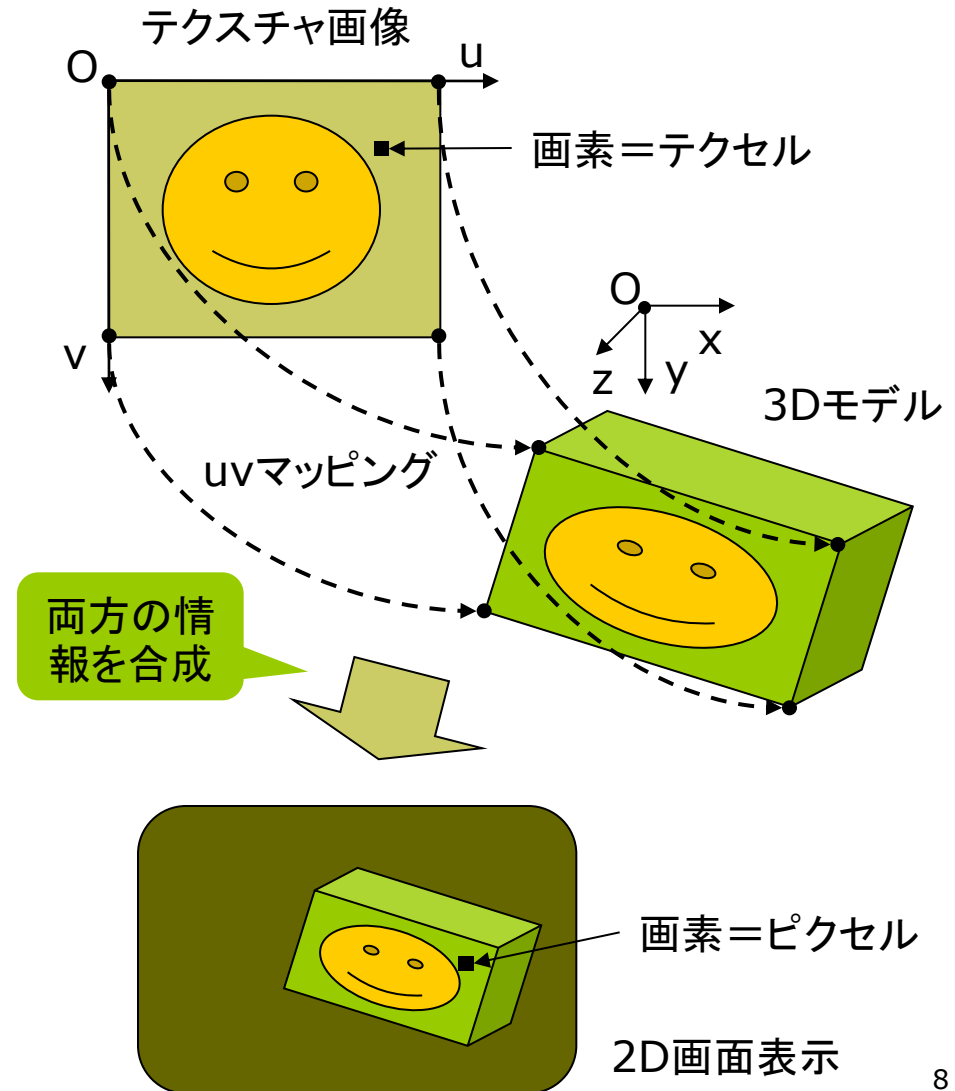 テクスチャ画像
O
u
画素＝テクセル
v
O
x
y
z
3Dモデル
uvマッピング
両方の情
報を合成
画素＝ピクセル
2D画面表示
8